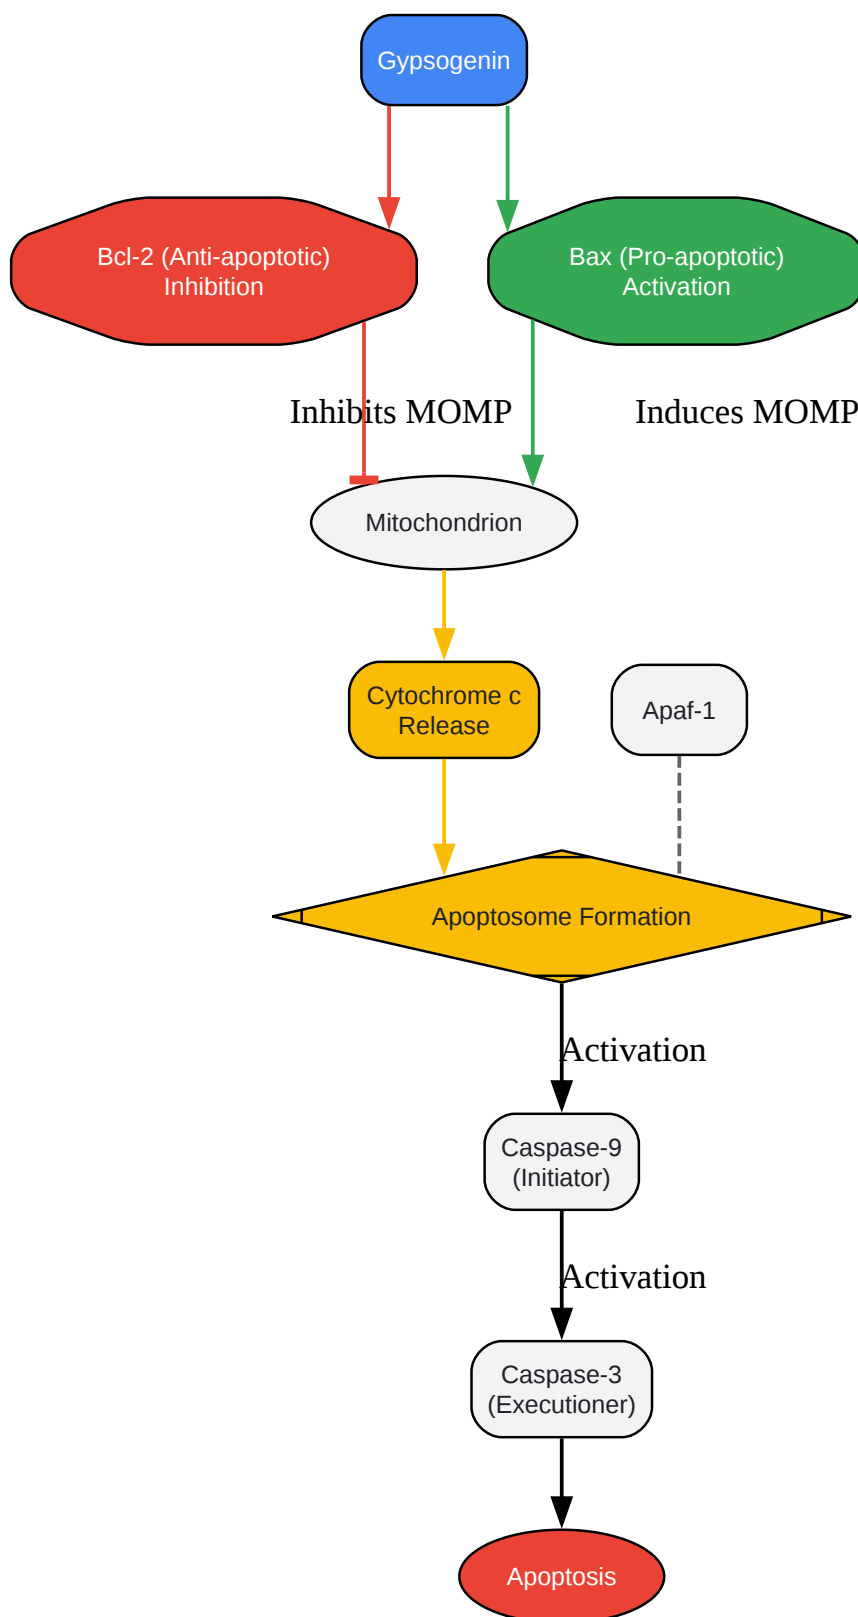 Gypsogenin
Bcl-2 (Anti-apoptotic)
Inhibition
Bax (Pro-apoptotic)
Activation
Inhibits MOMP
Induces MOMP
Mitochondrion
Cytochrome c
Release
Apaf-1
Apoptosome Formation
Activation
Caspase-9
(Initiator)
Activation
Caspase-3
(Executioner)
Apoptosis